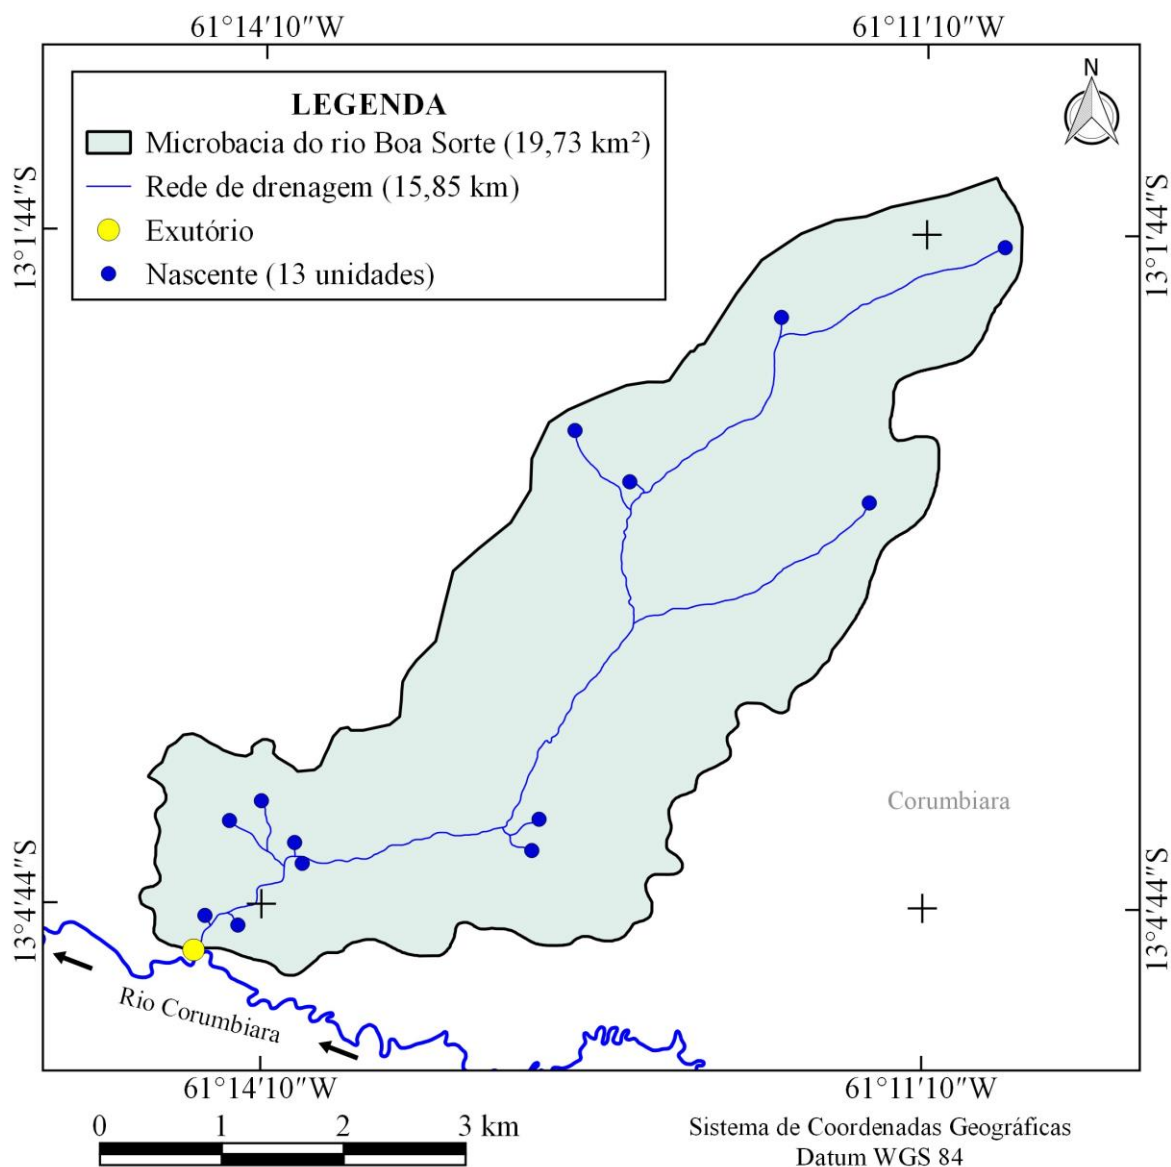 61°14′10″W
61°11′10″W
N
LEGENDA
Microbacia do rio Boa Sorte (19,73 km²)
Rede de drenagem (15,85 km)
Exutório
Nascente (13 unidades)
13°1′44″S
13°1′44″S
Corumbiara
13°4′44″S
13°4′44″S
Rio Corumbiara
61°14′10″W
61°11′10″W
0 1 2 3 km
Sistema de Coordenadas Geográficas
Datum WGS 84